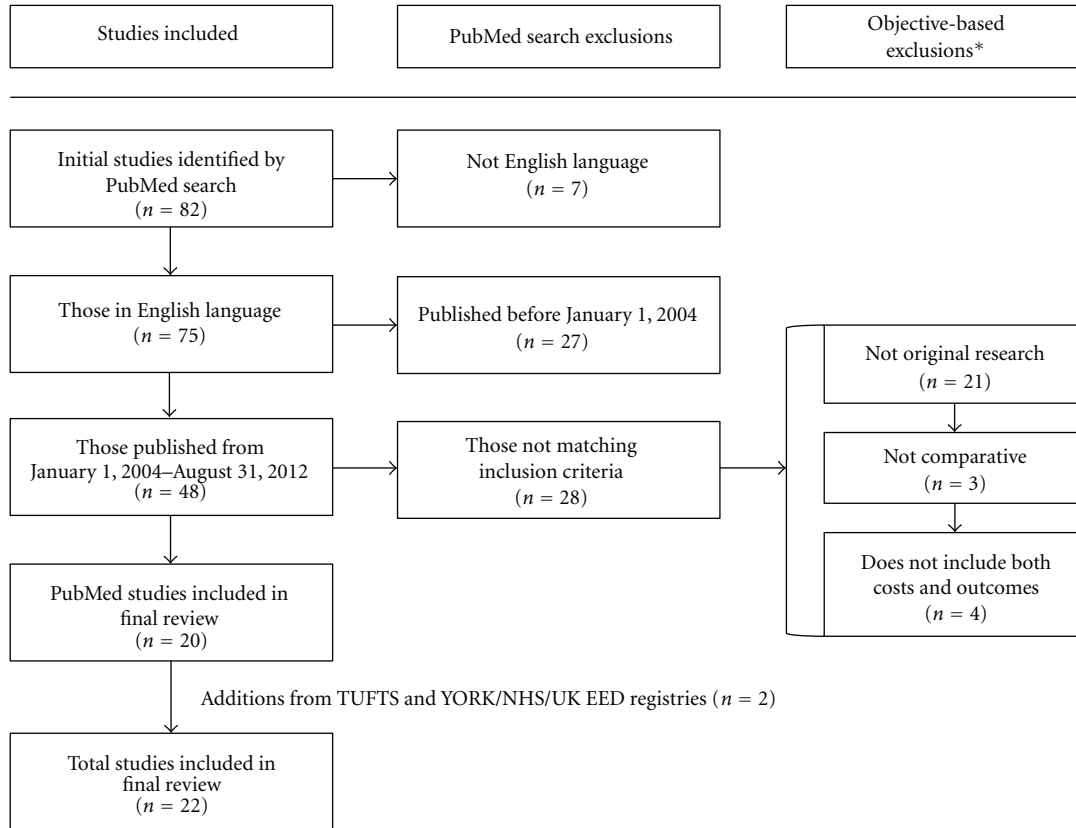 Studies included
PubMed search exclusions
Objective-based
exclusions*
Initial studies identified by
PubMed search
(n = 82)
Not English language
(n = 7)
Those in English language
(n = 75)
Published before January 1, 2004
(n = 27)
Not original research
(n = 21)
Those published from
January 1, 2004–August 31, 2012
(n = 48)
Those not matching
inclusion criteria
(n = 28)
Not comparative
(n = 3)
Does not include both
costs and outcomes
(n = 4)
PubMed studies included in
final review
(n = 20)
Additions from TUFTS and YORK/NHS/UK EED registries (n = 2)
Total studies included in
final review
(n = 22)